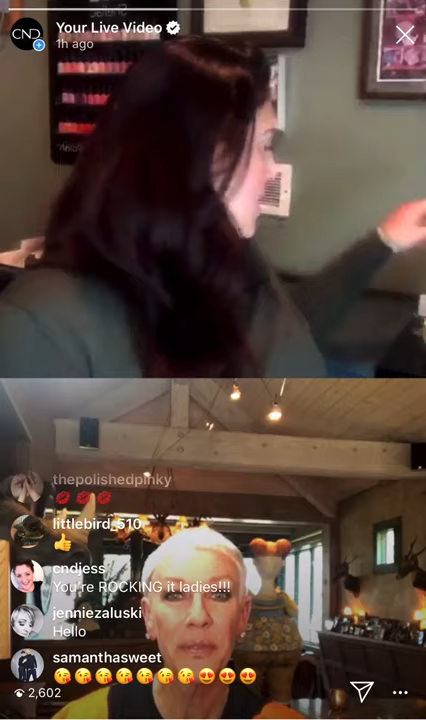 CND
Your Live Video
1h ago
thepolishedpinky
littlebird_510
cndjess
You're ROCKING it ladies!!!
jenniezaluski
Hello
samanthasweet
2,602